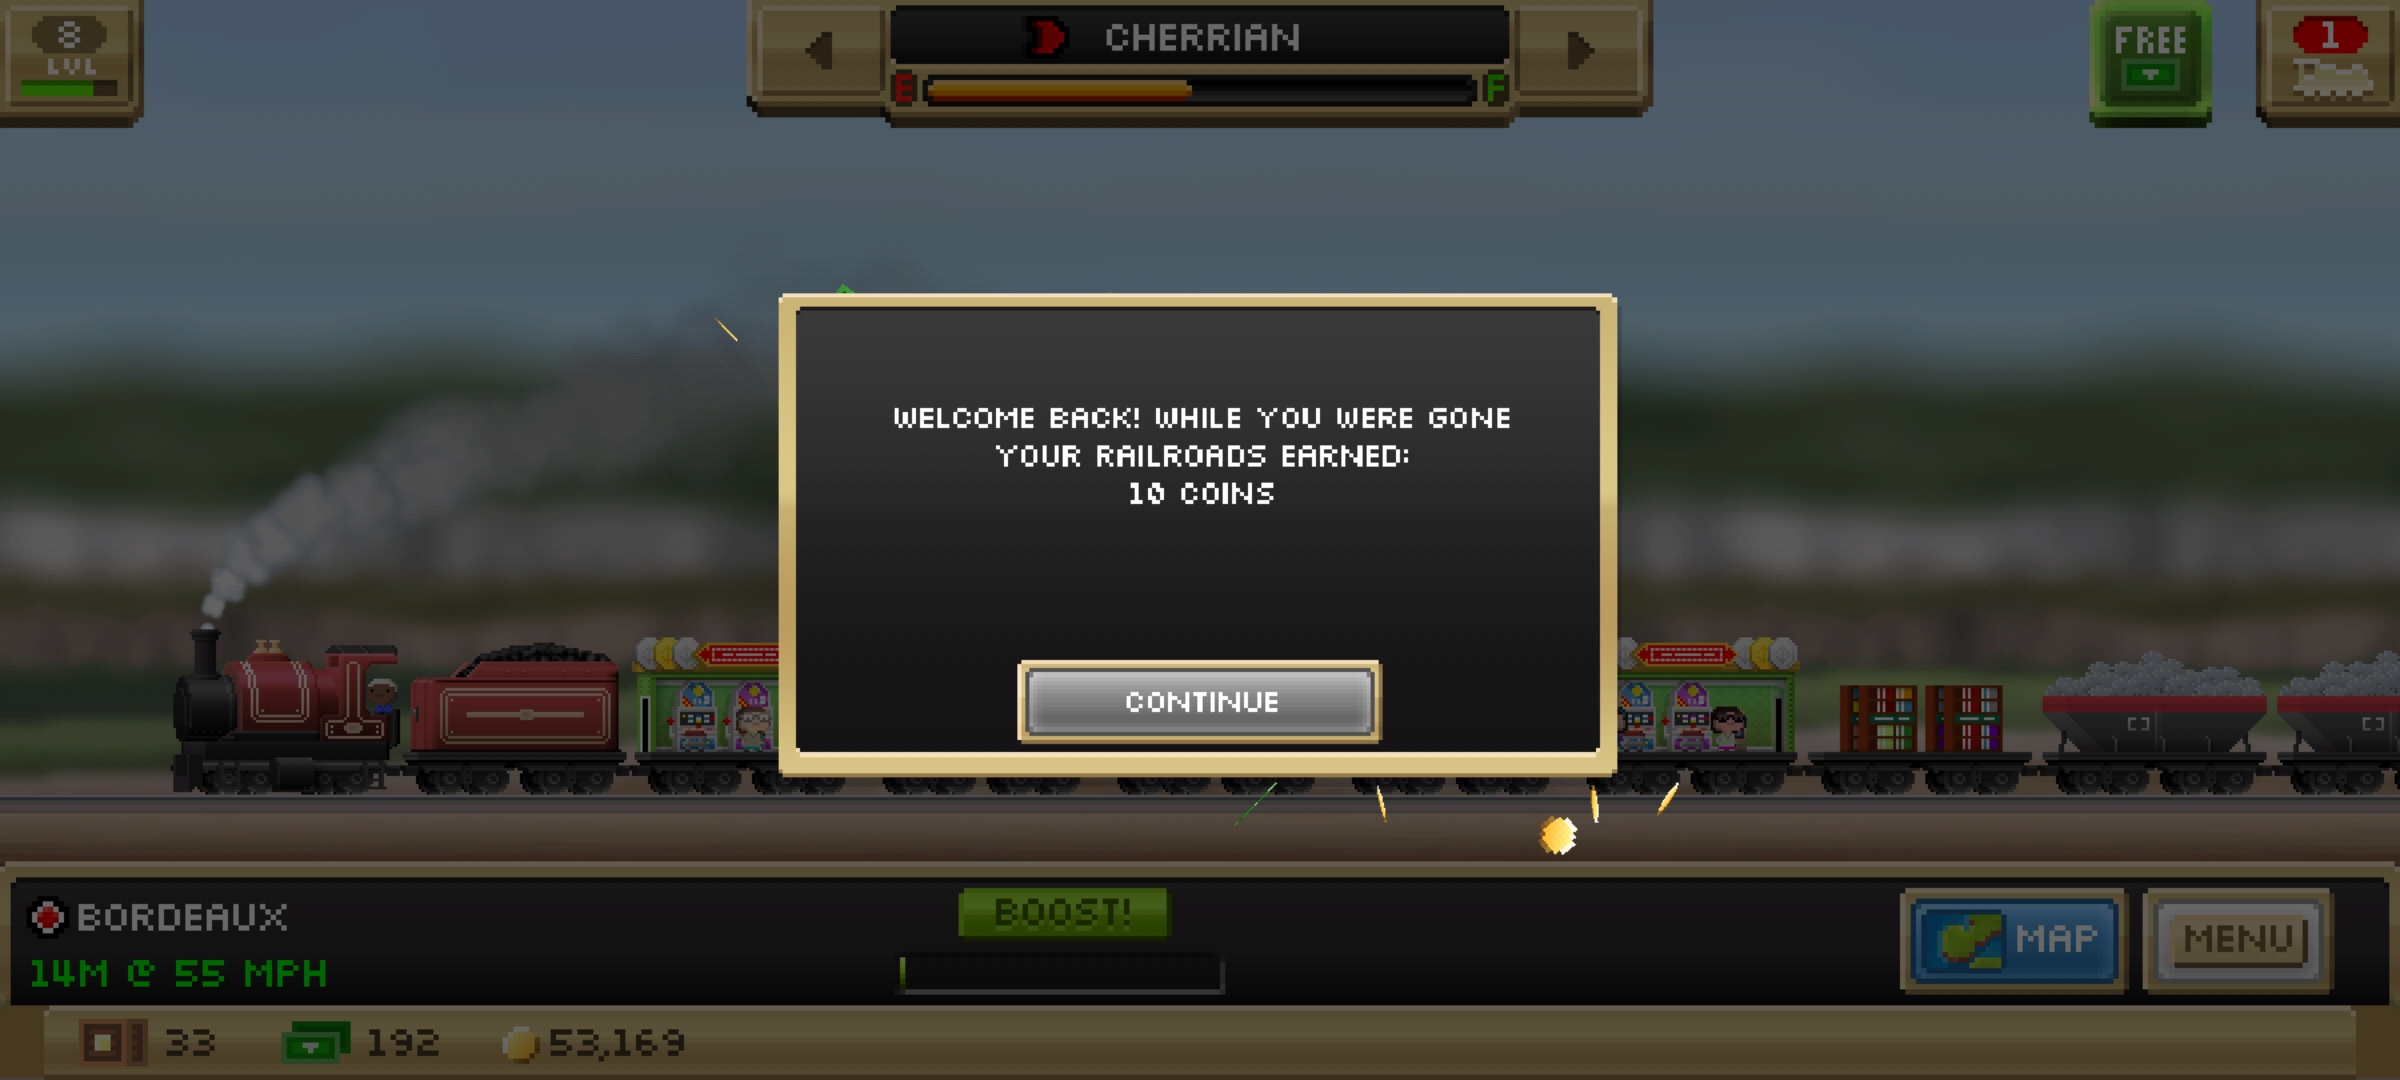 8
LVL
CHERRIAN
E F
FREE
1
WELCOME BACK! WHILE YOU WERE GONE
YOUR RAILROADS EARNED:
10 COINS
CONTINUE
BORDEAUX
14M @ 55 MPH
BOOST!
MAP
MENU
33
192
53,169